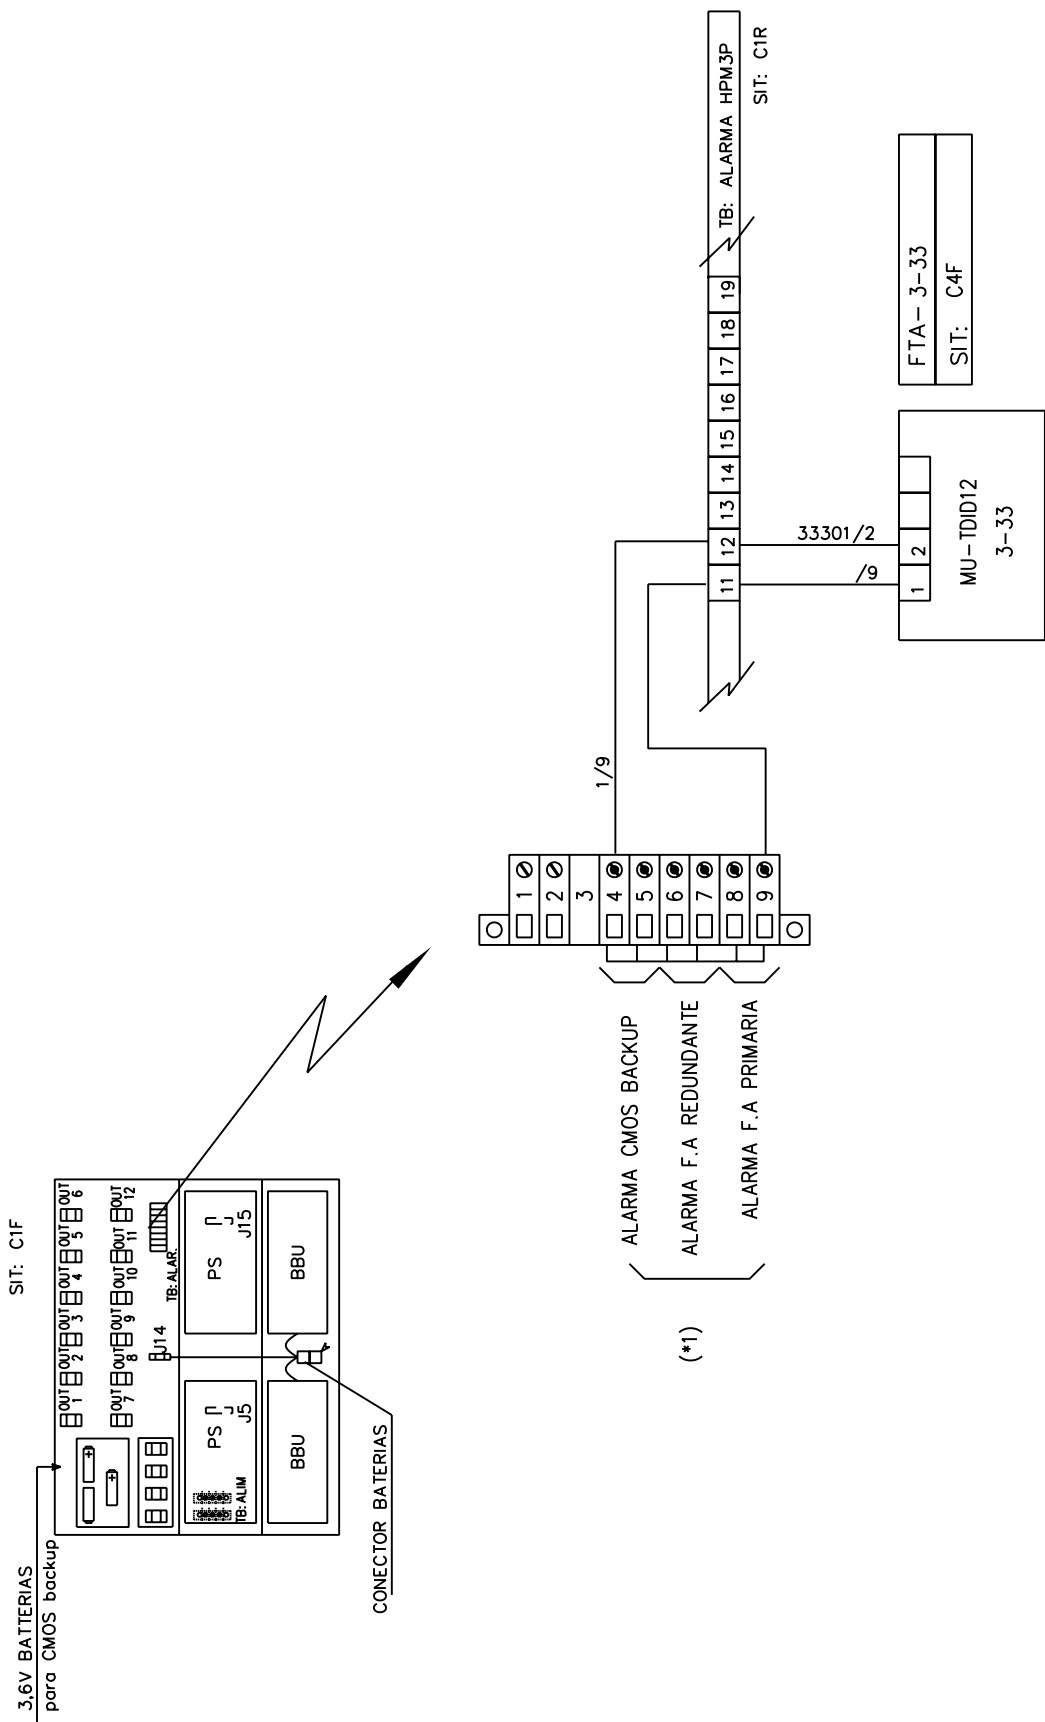 3,6V BATTERIAS
para CMOS backup
SIT: C1F
OUT 1
OUT 2
OUT 3
OUT 4
OUT 5
OUT 6
OUT 7
OUT 8
OUT 9
OUT 10
OUT 11
OUT 12
J14
TB: ALAR.
TB: ALIM
PS
J5
PS
J15
BBU
BBU
+
+
CONECTOR BATERIAS
1
2
3
4
5
6
7
8
9
ALARMA CMOS BACKUP
ALARMA F.A REDUNDANTE
ALARMA F.A PRIMARIA
(*1)
1/9
11
12
13
14
15
16
17
18
19
TB: ALARMA HPM3P
SIT: C1R
33301/2
/9
1
2
MU-TDID12
3-33
FTA-3-33
SIT: C4F